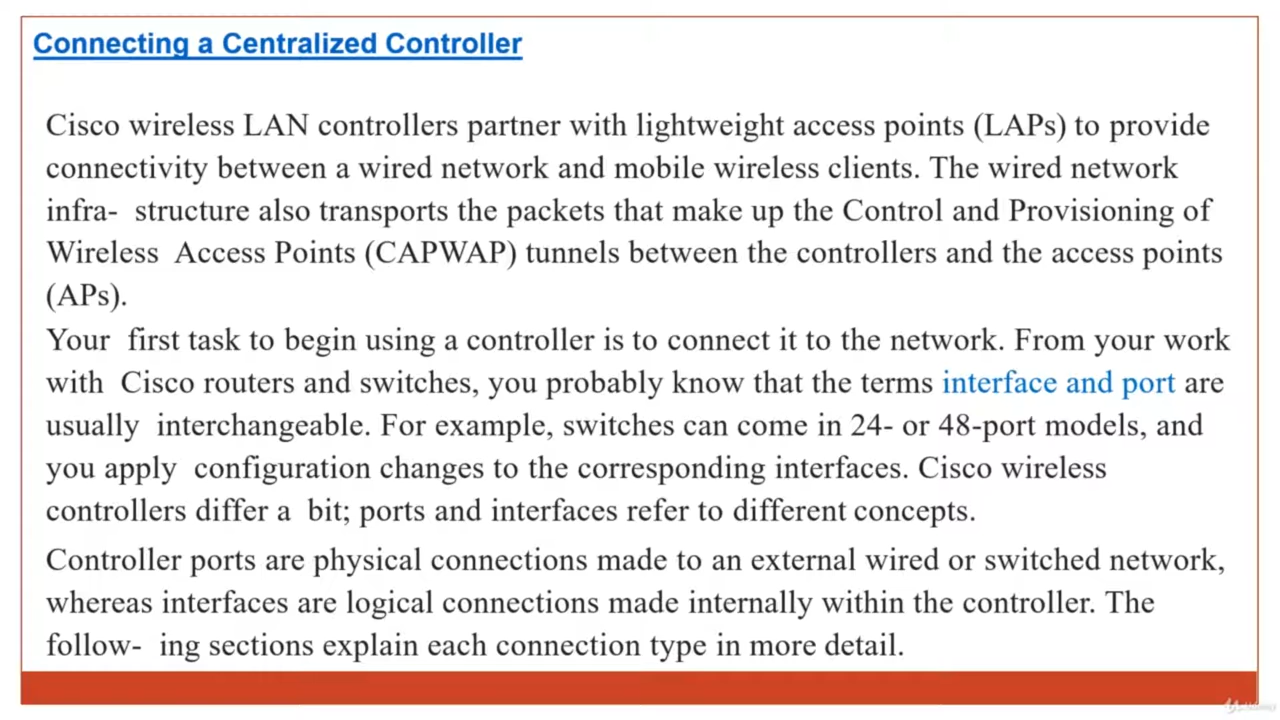 Connecting a Centralized Controller
Cisco wireless LAN controllers partner with lightweight access points (LAPs) to provide
connectivity between a wired network and mobile wireless clients. The wired network
infra- structure also transports the packets that make up the Control and Provisioning of
Wireless Access Points (CAPWAP) tunnels between the controllers and the access points
(APs).
Your first task to begin using a controller is to connect it to the network. From your work
with Cisco routers and switches, you probably know that the terms interface and port are
usually interchangeable. For example, switches can come in 24- or 48-port models, and
you apply configuration changes to the corresponding interfaces. Cisco wireless
controllers differ a bit; ports and interfaces refer to different concepts.
Controller ports are physical connections made to an external wired or switched network,
whereas interfaces are logical connections made internally within the controller. The
follow- ing sections explain each connection type in more detail.
Udemy